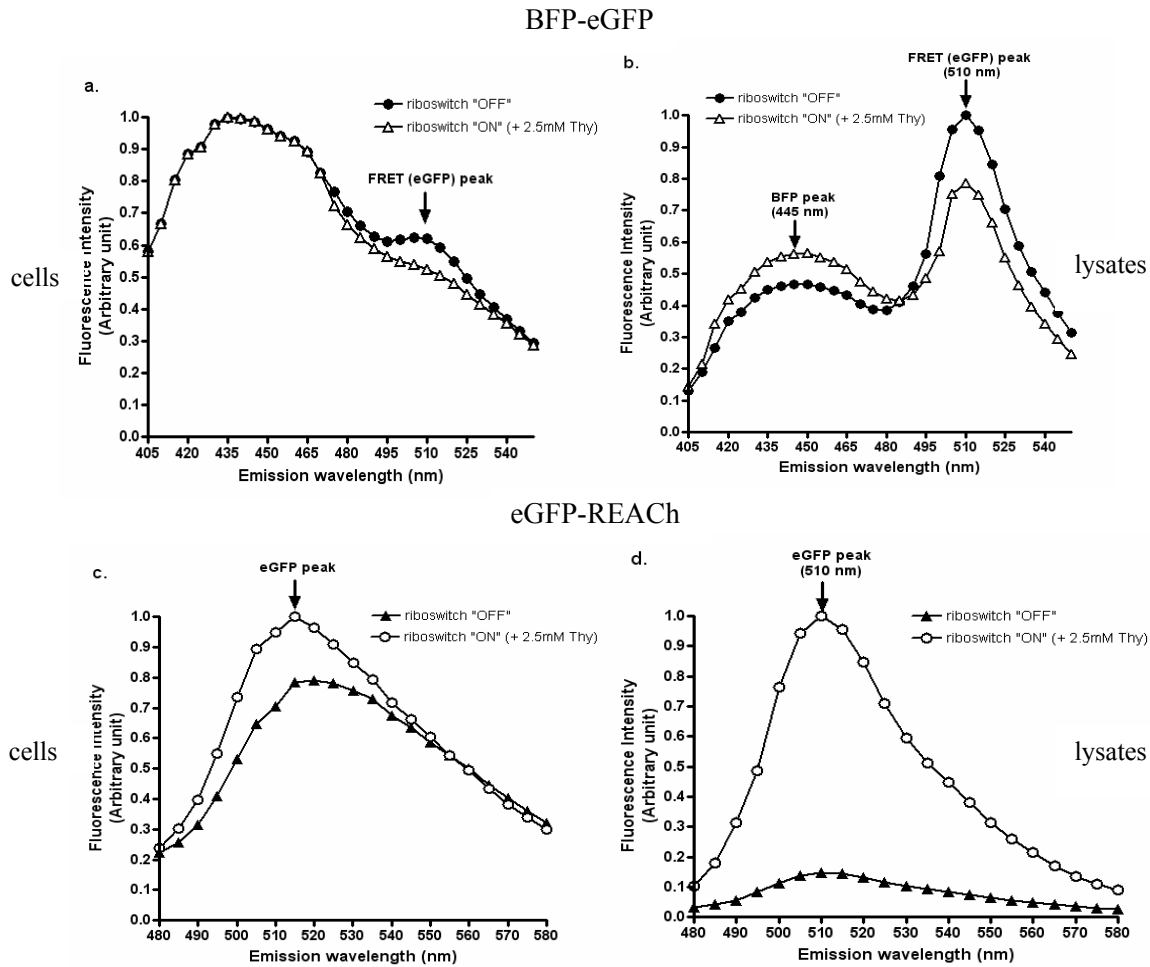 BFP-eGFP
a.
riboswitch "OFF"
riboswitch "ON" (+ 2.5mM Thy)
FRET (eGFP) peak
cells
Fluorescence Intensity
(Arbitrary unit)
1.0
0.9
0.8
0.7
0.6
0.5
0.4
0.3
0.2
0.1
0.0
405 420 435 450 465 480 495 510 525 540
Emission wavelength (nm)
b.
FRET (eGFP) peak
(510 nm)
riboswitch "OFF"
riboswitch "ON" (+ 2.5mM Thy)
BFP peak
(445 nm)
lysates
Fluorescence Intensity
(Arbitrary unit)
1.0
0.9
0.8
0.7
0.6
0.5
0.4
0.3
0.2
0.1
0.0
405 420 435 450 465 480 495 510 540
Emission wavelength (nm)
eGFP-REACh
c.
eGFP peak
riboswitch "OFF"
riboswitch "ON" (+ 2.5mM Thy)
cells
Fluorescence Intensity
(Arbitrary unit)
1.0
0.9
0.8
0.7
0.6
0.5
0.4
0.3
0.2
0.1
0.0
480 490 500 510 520 530 540 550 560 570 580
Emission wavelength (nm)
d.
eGFP peak
(510 nm)
riboswitch "OFF"
riboswitch "ON" (+ 2.5mM Thy)
lysates
Fluorescence Intensity
(Arbitrary unit)
1.0
0.9
0.8
0.7
0.6
0.5
0.4
0.3
0.2
0.1
0.0
480 490 500 510 520 530 540 550 560 570 580
Emission wavelength (nm)